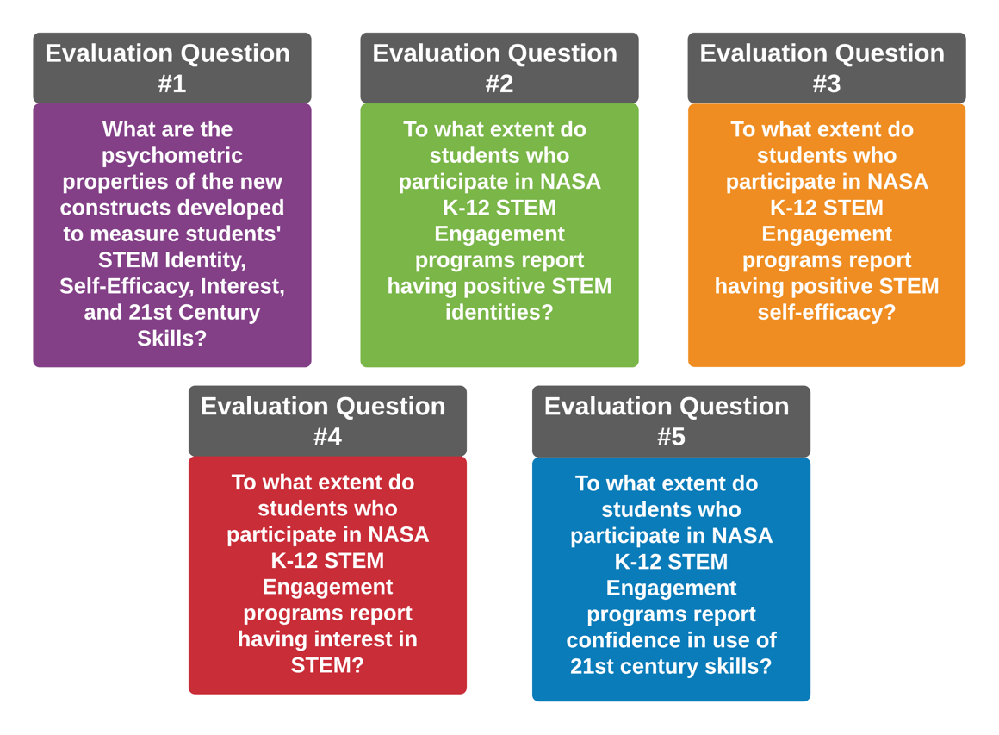 Evaluation Question
#1
What are the
psychometric
properties of the new
constructs developed
to measure students'
STEM Identity,
Self-Efficacy, Interest,
and 21st Century
Skills?
Evaluation Question
#2
To what extent do
students who
participate in NASA
K-12 STEM
Engagement
programs report
having positive STEM
identities?
Evaluation Question
#3
To what extent do
students who
participate in NASA
K-12 STEM
Engagement
programs report
having positive STEM
self-efficacy?
Evaluation Question
#4
To what extent do
students who
participate in NASA
K-12 STEM
Engagement
programs report
having interest in
STEM?
Evaluation Question
#5
To what extent do
students who
participate in NASA
K-12 STEM
Engagement
programs report
confidence in use of
21st century skills?